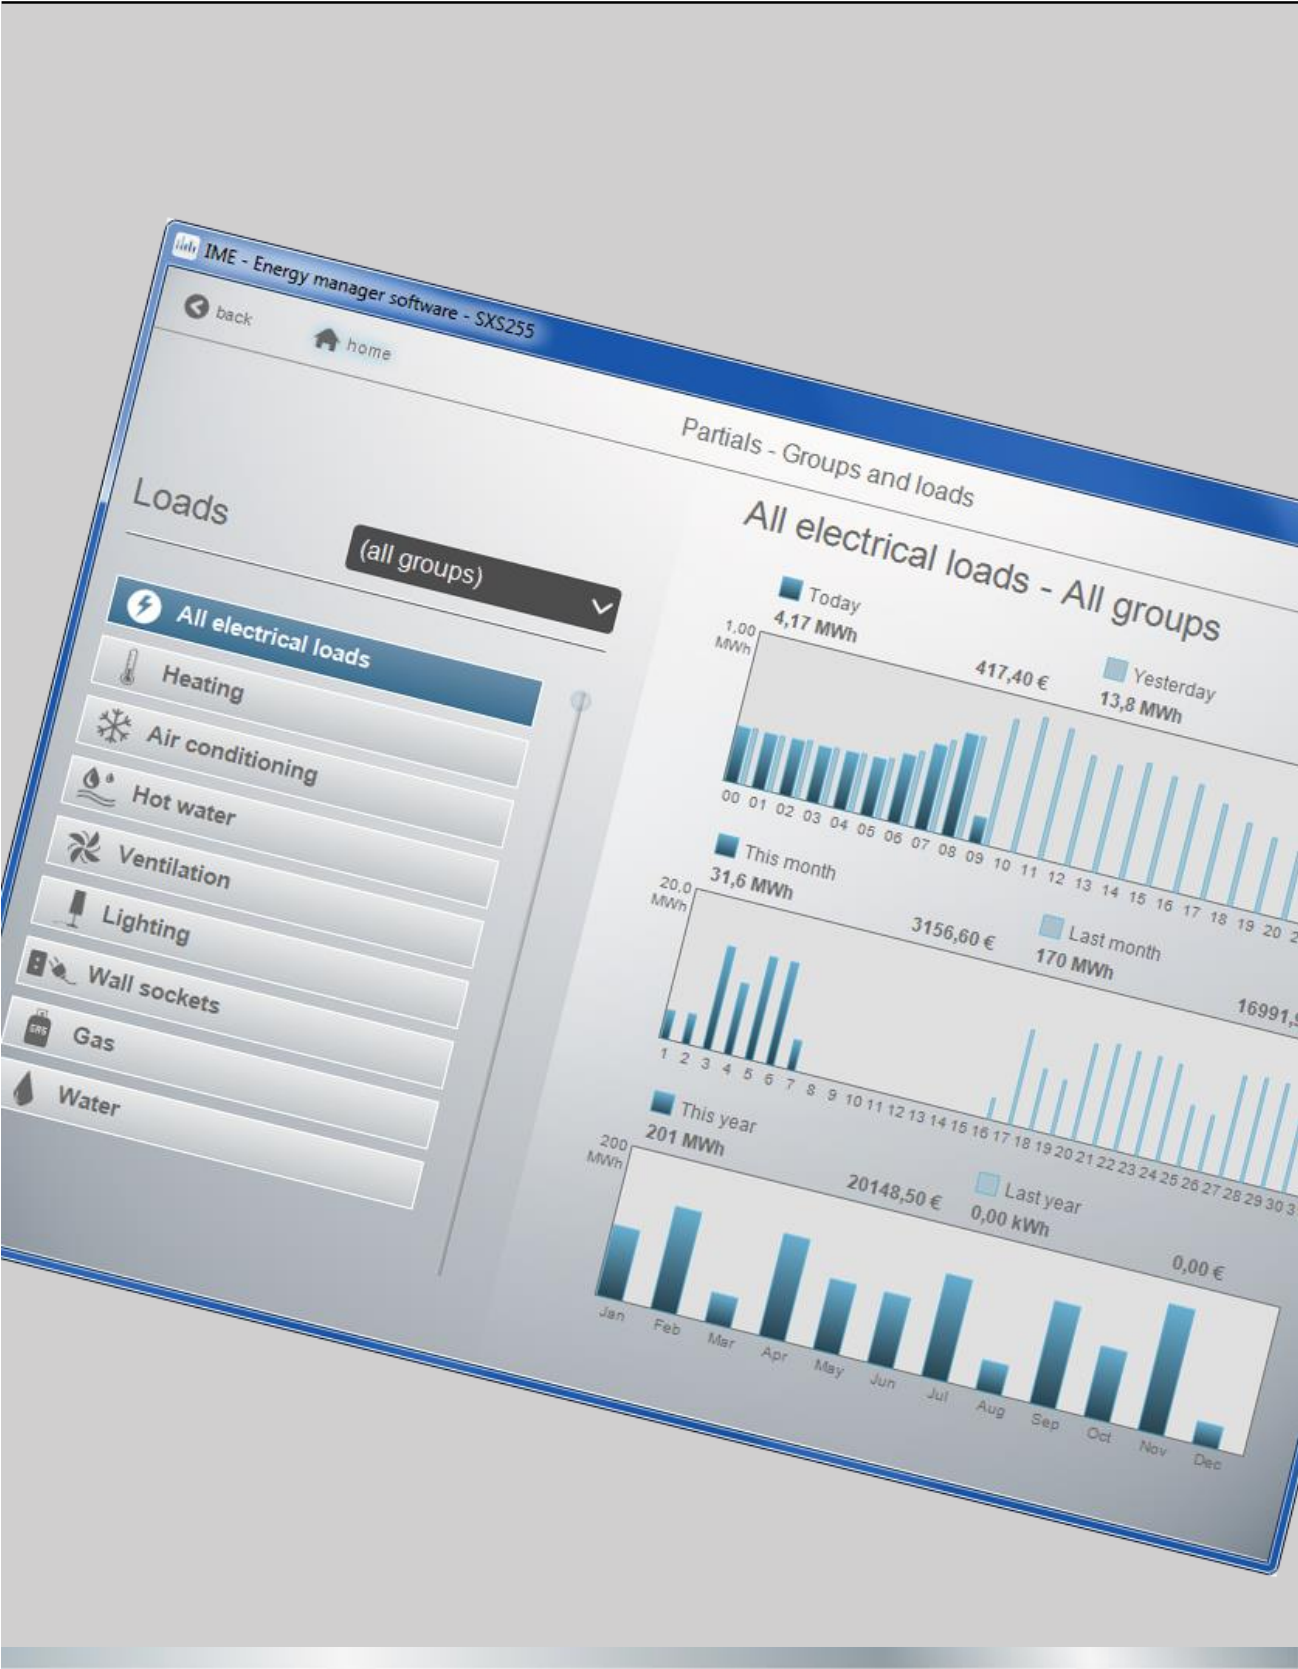 IME - Energy manager software - SXS255
back
home
Partials - Groups and loads
Loads
(all groups)
All electrical loads
Heating
Air conditioning
Hot water
Ventilation
Lighting
Wall sockets
GAS
Gas
Water
All electrical loads - All groups
Today
4,17 MWh
417,40 €
Yesterday
13,8 MWh
1.00
MWh
00 01 02 03 04 05 06 07 08 09 10 11 12 13 14 15 16 17 18 19 20
This month
31,6 MWh
3156,60 €
Last month
170 MWh
16991,9
20.0
MWh
1 2 3 4 5 6 7 8 9 10 11 12 13 14 15 16 17 18 19 20 21 22 23 24 25 26 27 28 29 30
This year
201 MWh
20148,50 €
Last year
0,00 kWh
0,00 €
200
MWh
Jan Feb Mar Apr May Jun Jul Aug Sep Oct Nov Dec